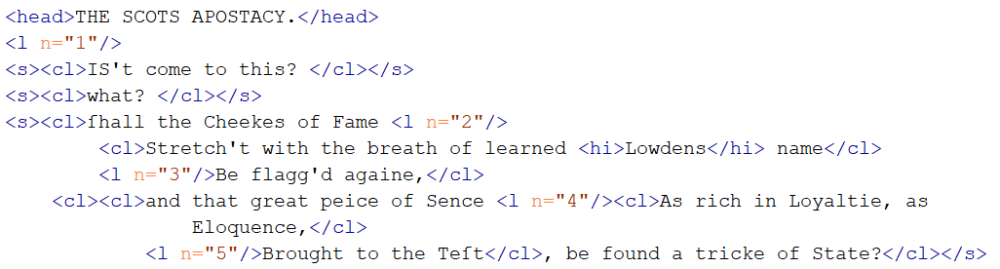 <head>THE SCOTS APOSTACY.</head>
<l n="1"/>
<s><cl>IS't come to this? </cl></s>
<s><cl>what? </cl></s>
<s><cl>ſhall the Cheekes of Fame <l n="2"/>
<cl>Stretch't with the breath of learned <hi>Lowdens</hi> name</cl>
<l n="3"/>Be flagg'd againe,</cl>
<cl><cl>and that great peice of Sence <l n="4"/><cl>As rich in Loyaltie, as
Eloquence,</cl>
<l n="5"/>Brought to the Teſt</cl>, be found a tricke of State?</cl></s>